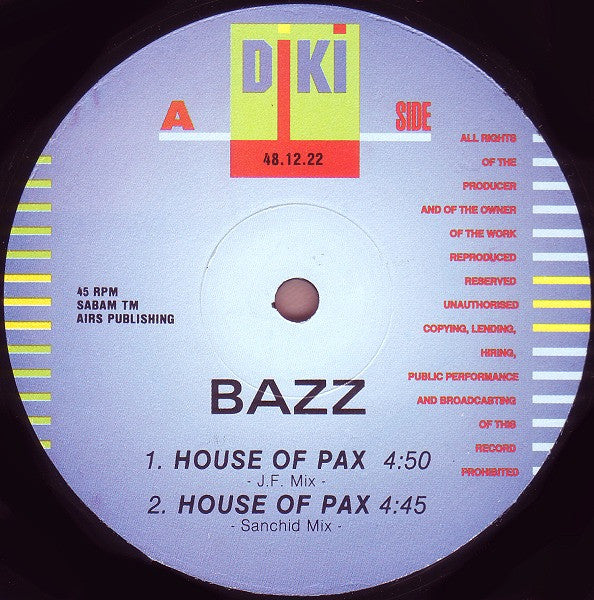 DiKi
A SIDE
48.12.22
ALL RIGHTS
OF THE
PRODUCER
AND OF THE OWNER
OF THE WORK
REPRODUCED
RESERVED
UNAUTHORISED
COPYING, LENDING,
HIRING,
PUBLIC PERFORMANCE
AND BROADCASTING
OF THIS
RECORD
PROHIBITED
45 RPM
SABAM TM
AIRS PUBLISHING
BAZZ
1. HOUSE OF PAX 4:50
- J.F. Mix -
2. HOUSE OF PAX 4:45
- Sanchid Mix -